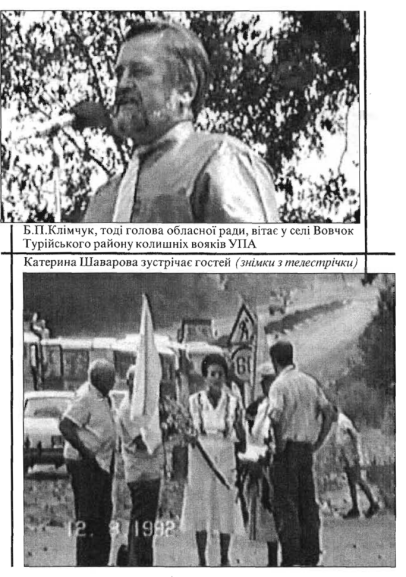 Б.П.Клімчук, тоді голова обласної ради, вітає у селі Вовчок
Турійського району колишніх вояків УПА
Катерина Шаварова зустрічає гостей (знімки з телестрічки)
12. 8 1992